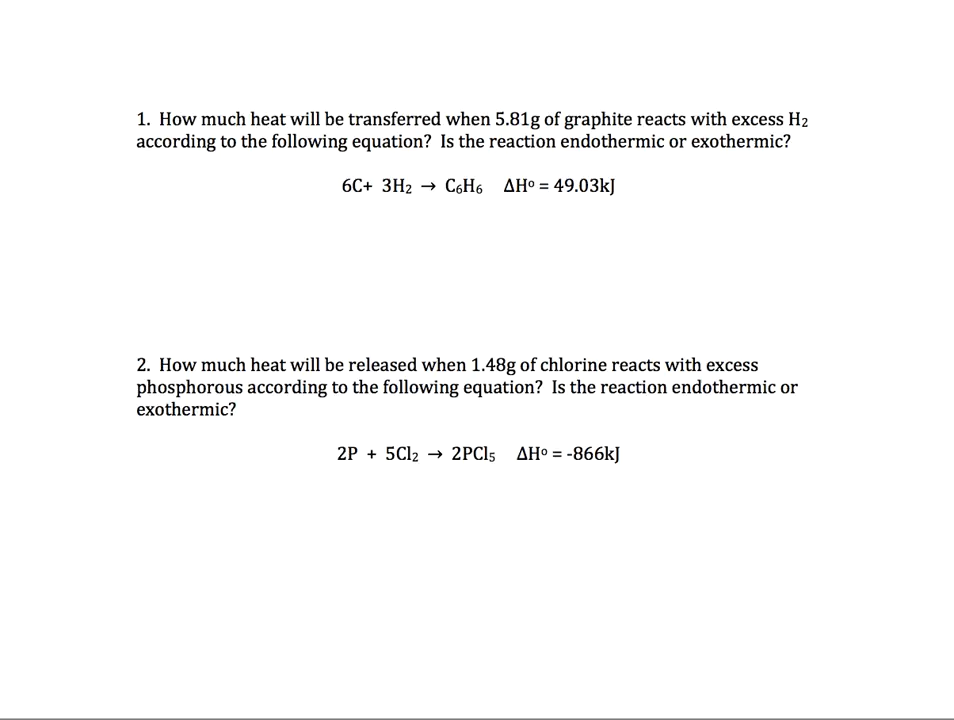 1. How much heat will be transferred when 5.81g of graphite reacts with excess H₂
according to the following equation? Is the reaction endothermic or exothermic?
6C+ 3H₂ → C₆H₆ ΔHº = 49.03kJ
2. How much heat will be released when 1.48g of chlorine reacts with excess
phosphorous according to the following equation? Is the reaction endothermic or
exothermic?
2P + 5Cl₂ → 2PCl₅ ΔHº = -866kJ